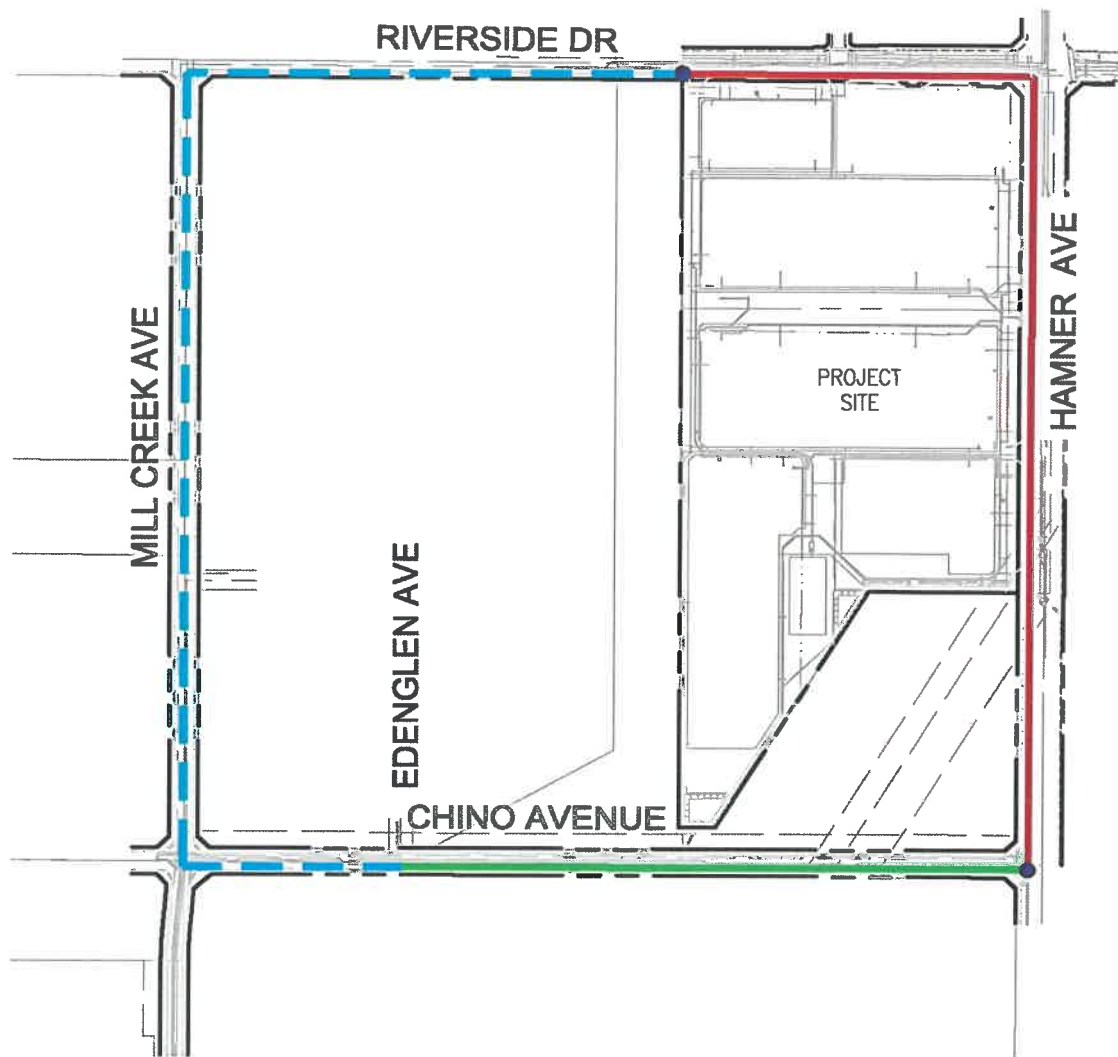 RIVERSIDE DR
HAMNER AVE
MILL CREEK AVE
PROJECT
SITE
EDENGLEN AVE
CHINO AVENUE